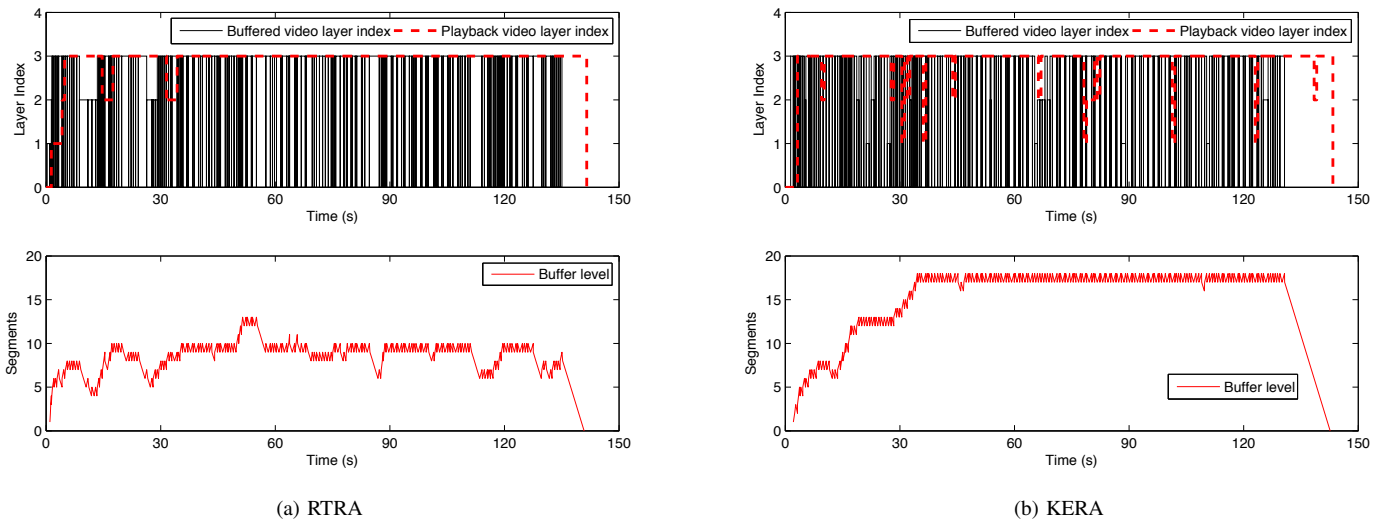 4
3
2
1
0
Layer Index
Buffered video layer index
Playback video layer index
0 30 60 90 120 150
Time (s)
20
15
10
5
0
Segments
Buffer level
0 30 60 90 120 150
Time (s)
(a) RTRA
4
3
2
1
0
Layer Index
Buffered video layer index
Playback video layer index
0 30 60 90 120 150
Time (s)
20
15
10
5
0
Segments
Buffer level
0 30 60 90 120 150
Time (s)
(b) KERA